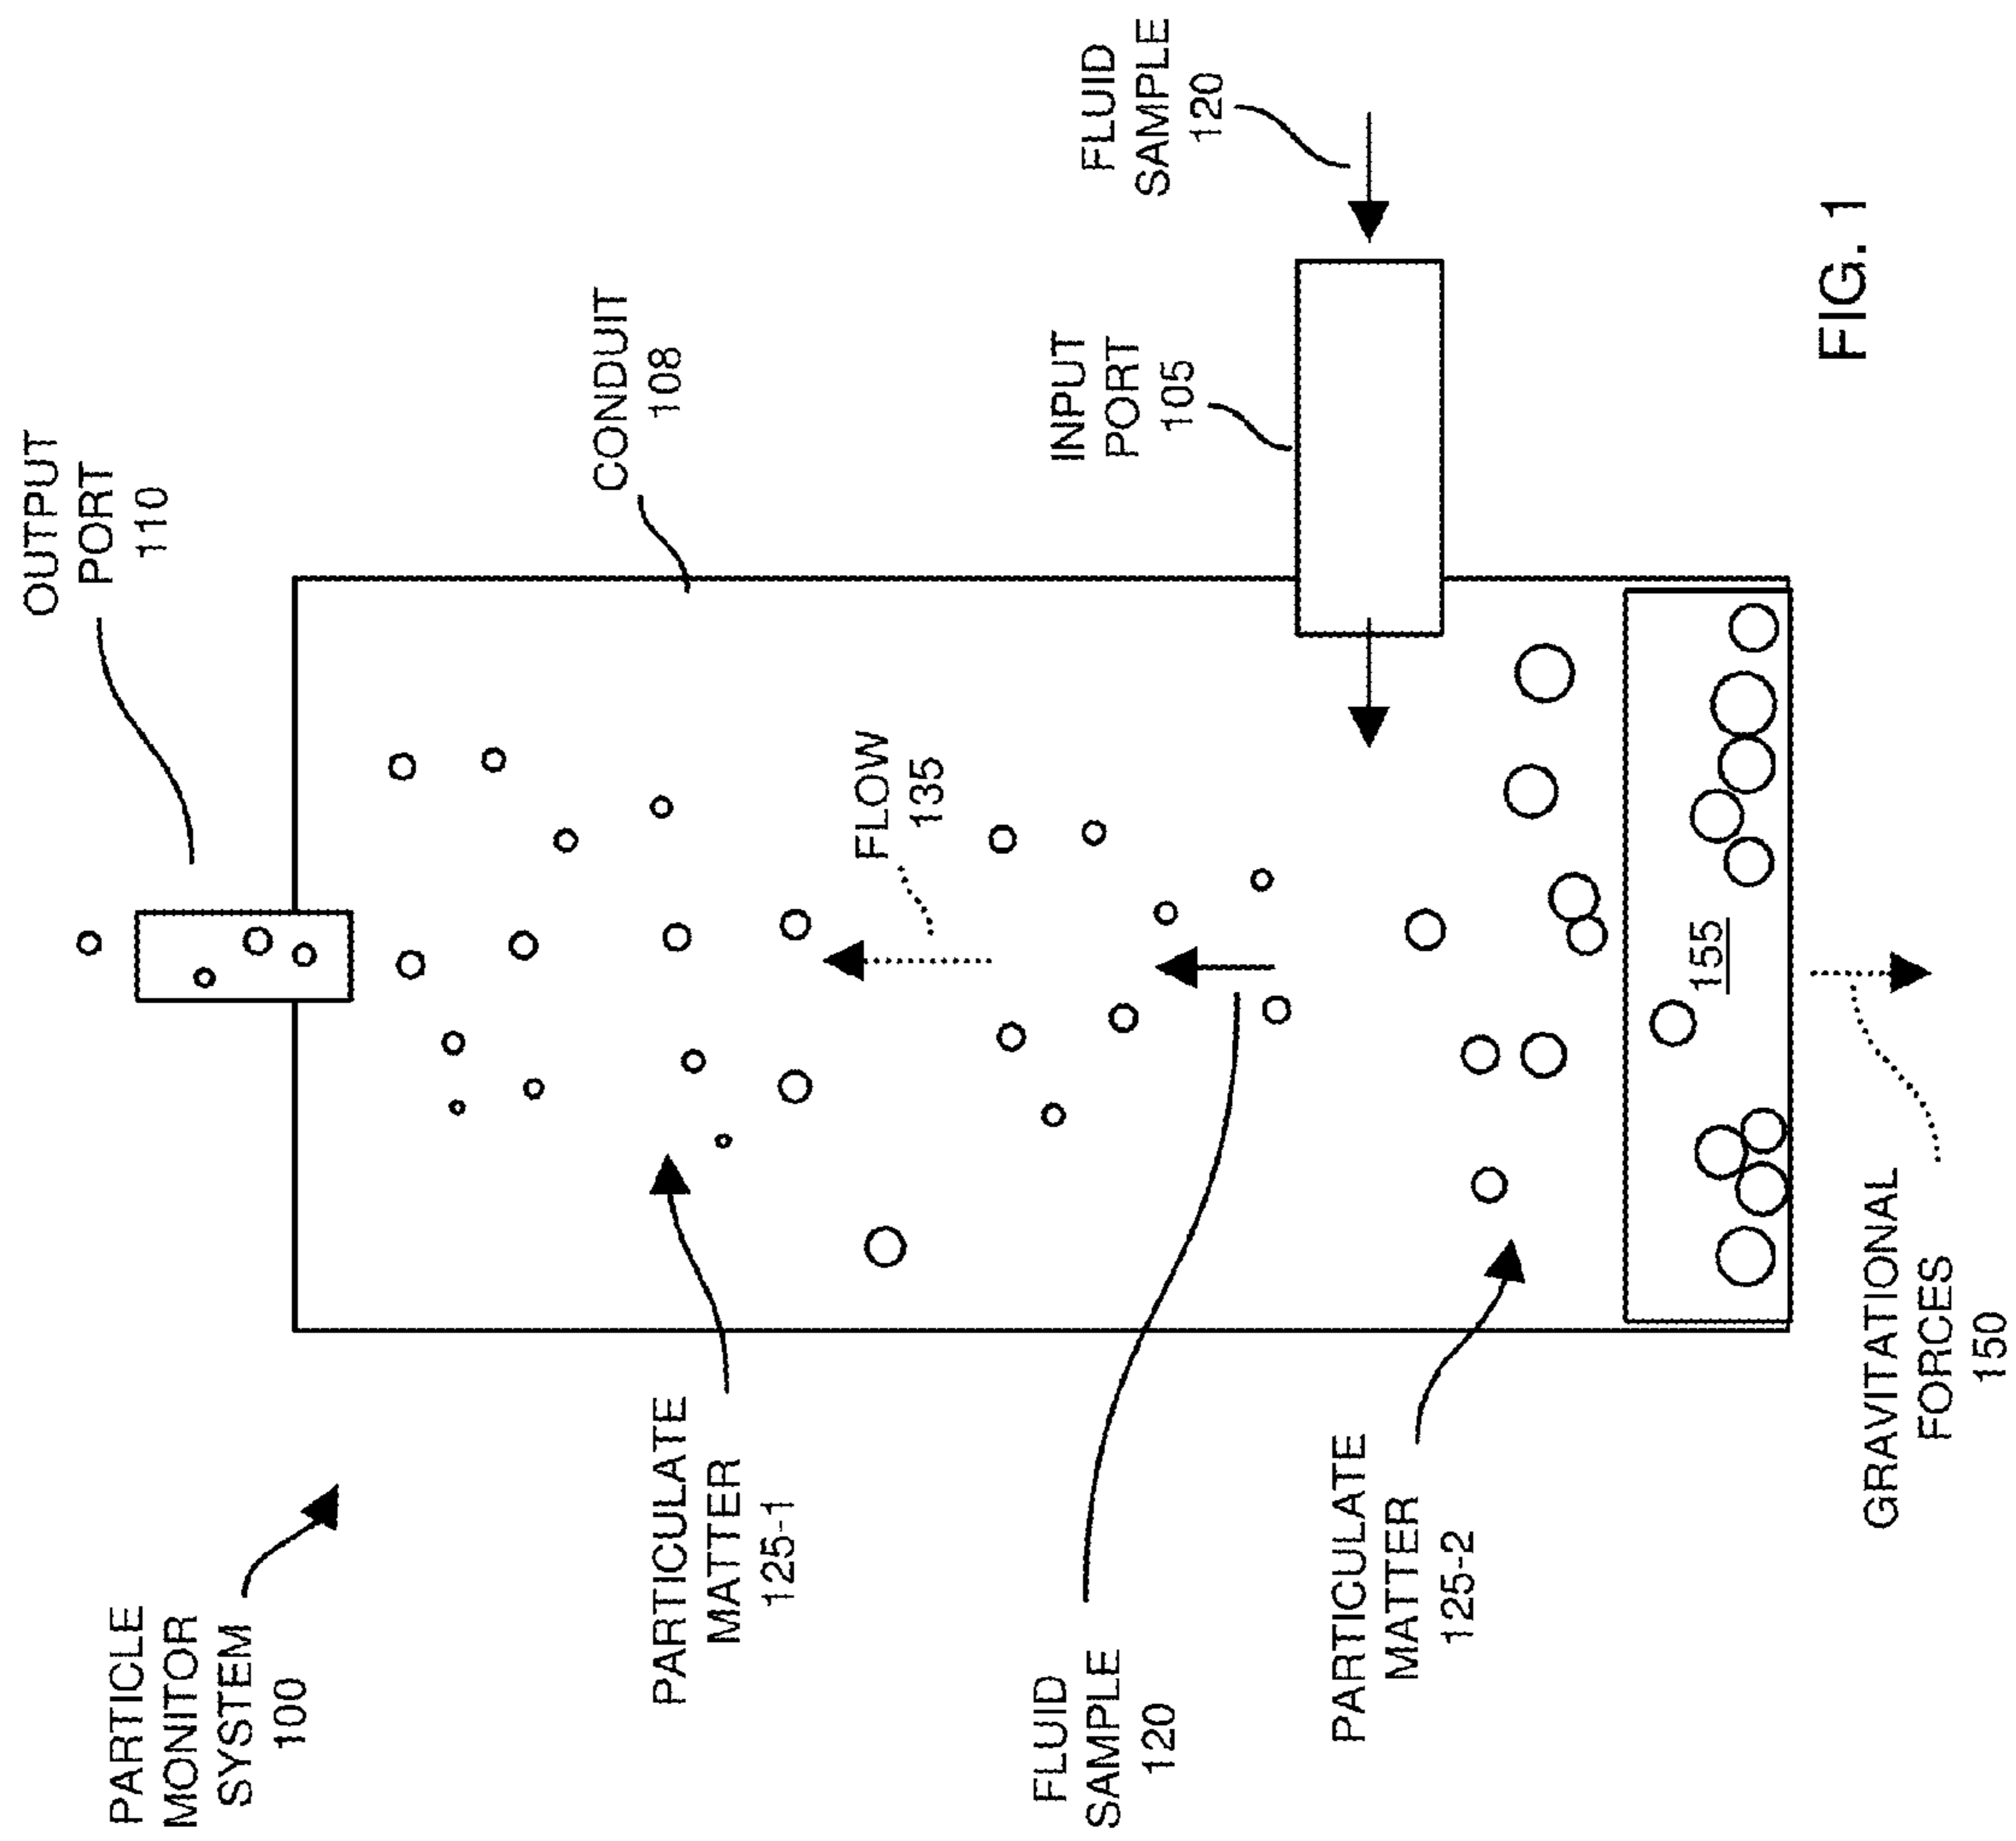 PARTICLE
MONITOR
SYSTEM
100
OUTPUT
PORT
110
CONDUIT
108
PARTICULATE
MATTER
125-1
FLOW
135
FLUID
SAMPLE
120
INPUT
PORT
105
FLUID
SAMPLE
120
PARTICULATE
MATTER
125-2
155
GRAVITATIONAL
FORCES
150
FIG. 1